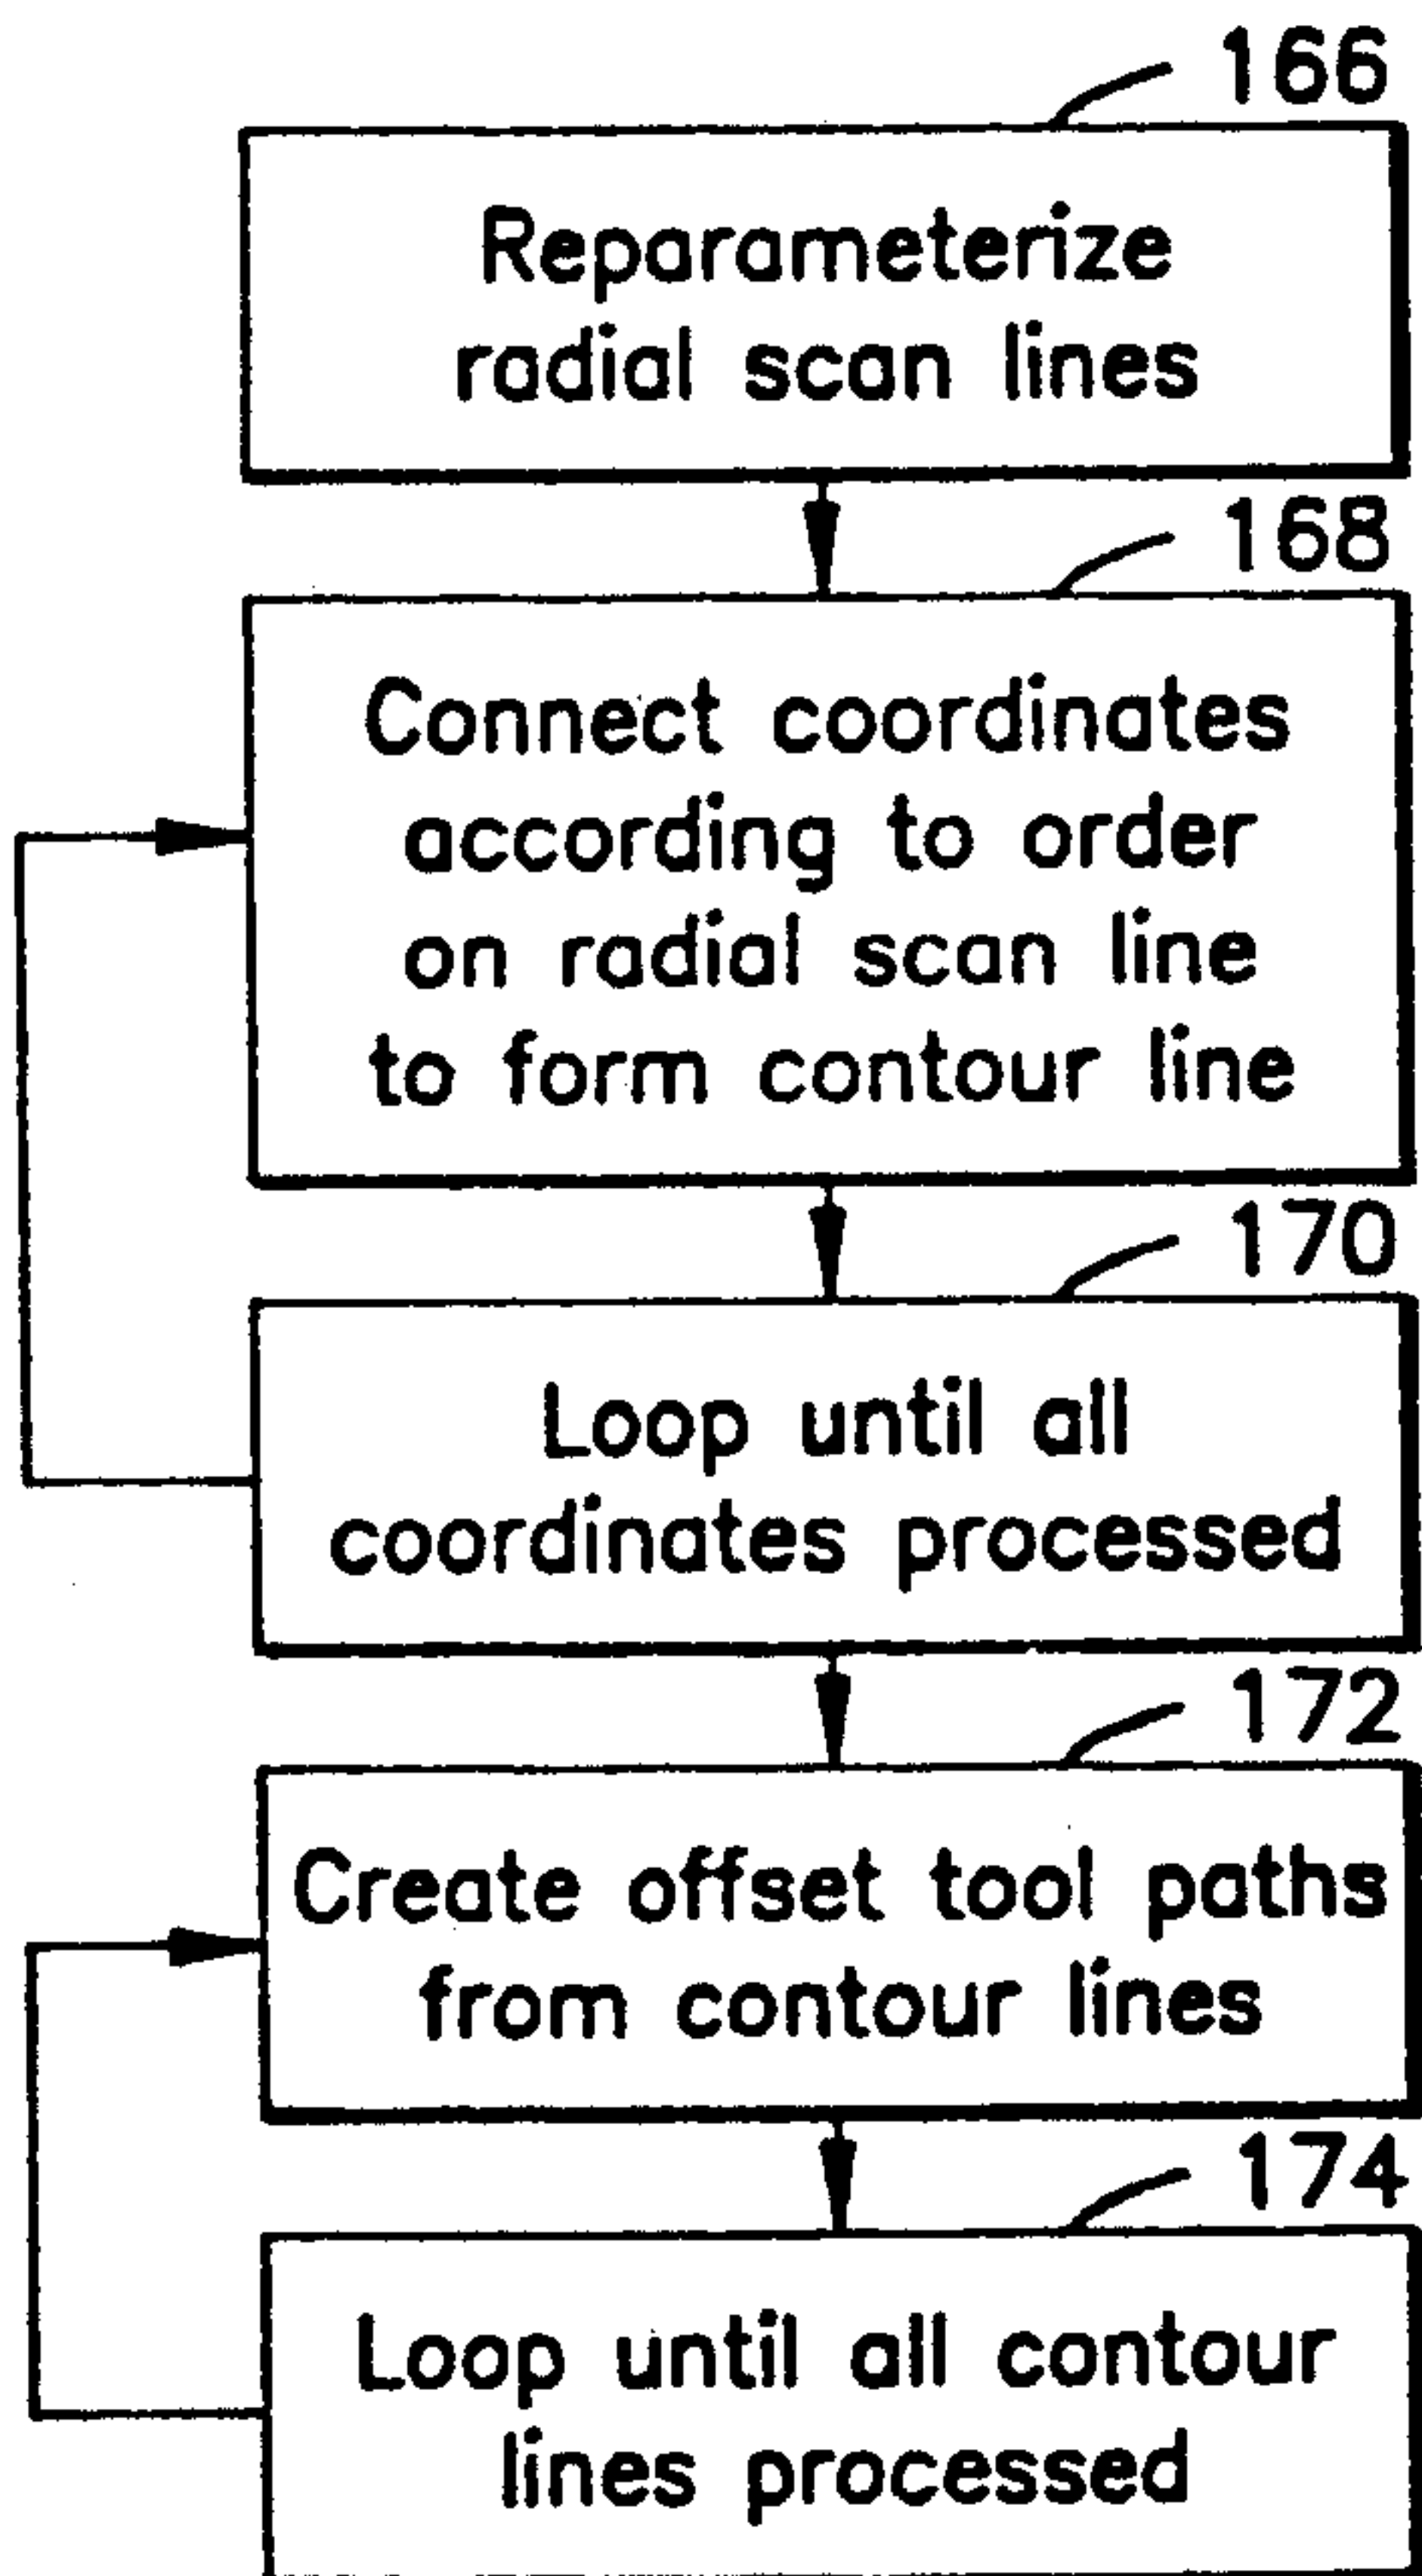 166
Reparameterize
radial scan lines
168
Connect coordinates
according to order
on radial scan line
to form contour line
170
Loop until all
coordinates processed
172
Create offset tool paths
from contour lines
174
Loop until all contour
lines processed